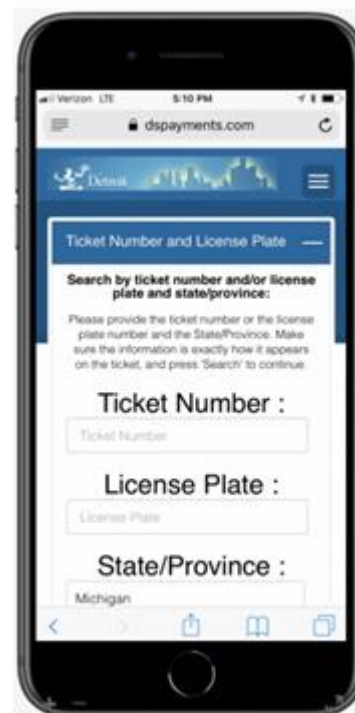 Verizon LTE 5:10 PM
dspayments.com
Detroit
Ticket Number and License Plate
Search by ticket number and/or license
plate and state/province:
Please provide the ticket number or the license
plate number and the State/Province. Make
sure the information is exactly how it appears
on the ticket, and press 'Search' to continue
Ticket Number :
Ticket Number
License Plate :
License Plate
State/Province :
Michigan